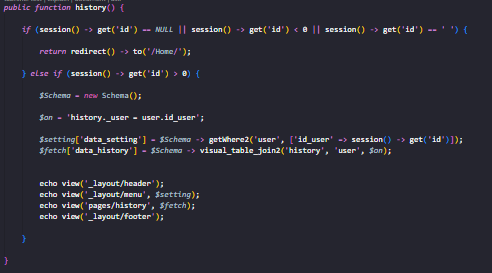 public function history() {
if (session() -> get('id') == NULL || session() -> get('id') < 0 || session() -> get('id') == ' ') {
return redirect() -> to('/Home/');
} else if (session() -> get('id') > 0) {
$Schema = new Schema();
$on = 'history._user = user.id_user';
$setting['data_setting'] = $Schema -> getWhere2('user', ['id_user' => session() -> get('id')]);
$fetch['data_history'] = $Schema -> visual_table_join2('history', 'user', $on);
echo view('_layout/header');
echo view('_layout/menu', $setting);
echo view('pages/history', $fetch);
echo view('_layout/footer');
}
}